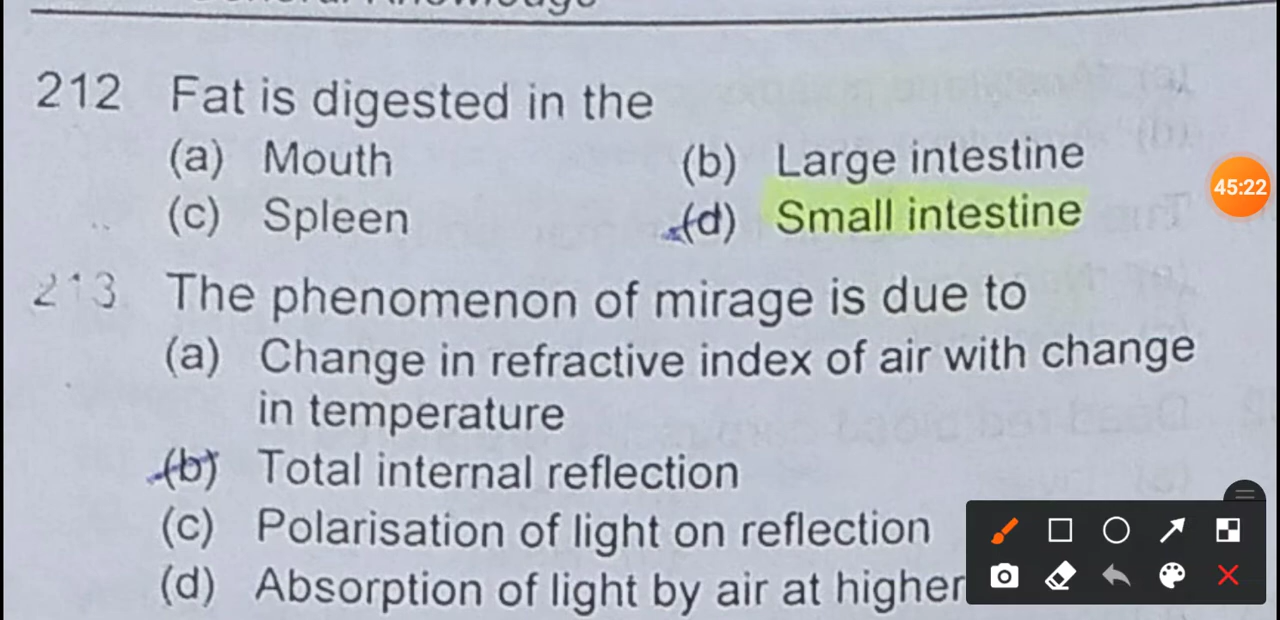 212 Fat is digested in the
(a) Mouth (b) Large intestine
(c) Spleen (d) Small intestine
45:22
213. The phenomenon of mirage is due to
(a) Change in refractive index of air with change
in temperature
(b) Total internal reflection
(c) Polarisation of light on reflection
(d) Absorption of light by air at higher